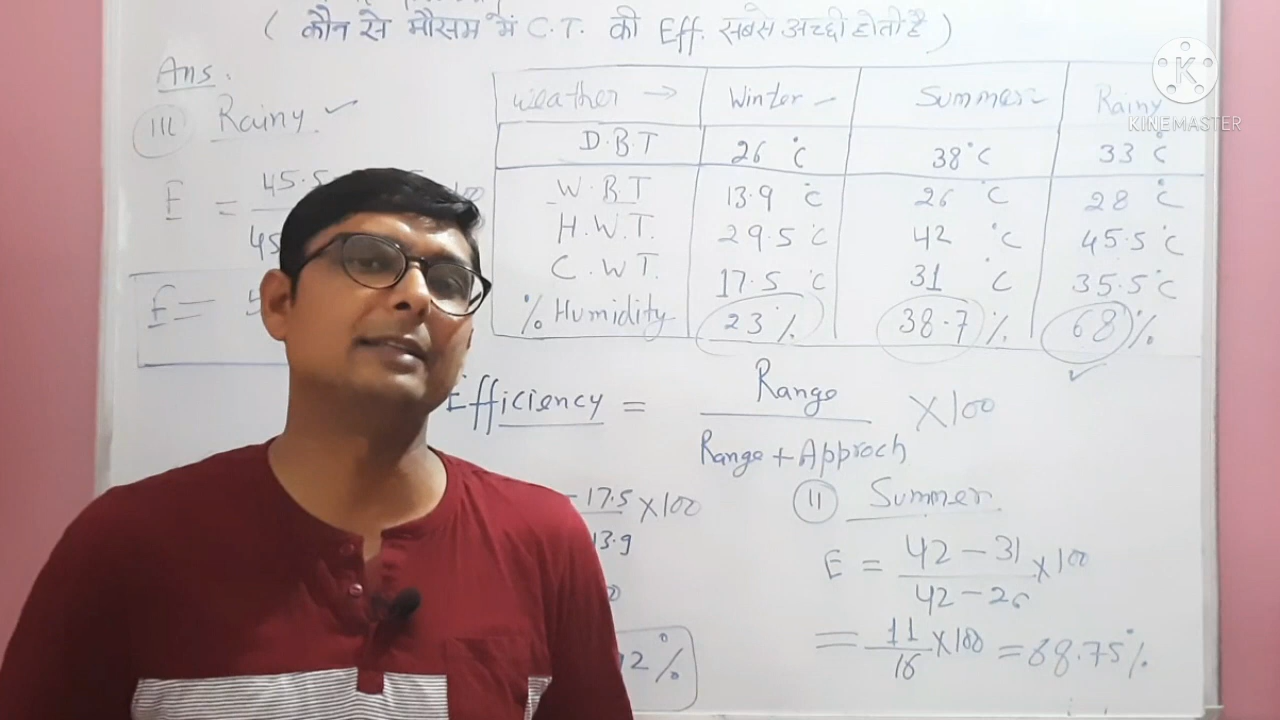 ( कौन से मौसम में C.T. की Eff. सबसे अच्छी होती है )
Ans.
III Rainy ✓
E = 45.5
45
E =
Weather → Winter Summer Rainy
D.B.T 26 °C 38°C 33 °C
W.B.T 13.9 °C 26 °C 28 °C
H.W.T. 29.5 °C 42 °C 45.5 °C
C.W.T. 17.5 °C 31 °C 35.5 °C
% Humidity 23 % 38.7 % 68 %
KINEMASTER
Efficiency = Range / Range + Approch × 100
- 17.5 × 100
13.9
2 %
II Summer
E = 42 - 31 / 42 - 26 × 100
= 11 / 16 × 100 = 68.75 %